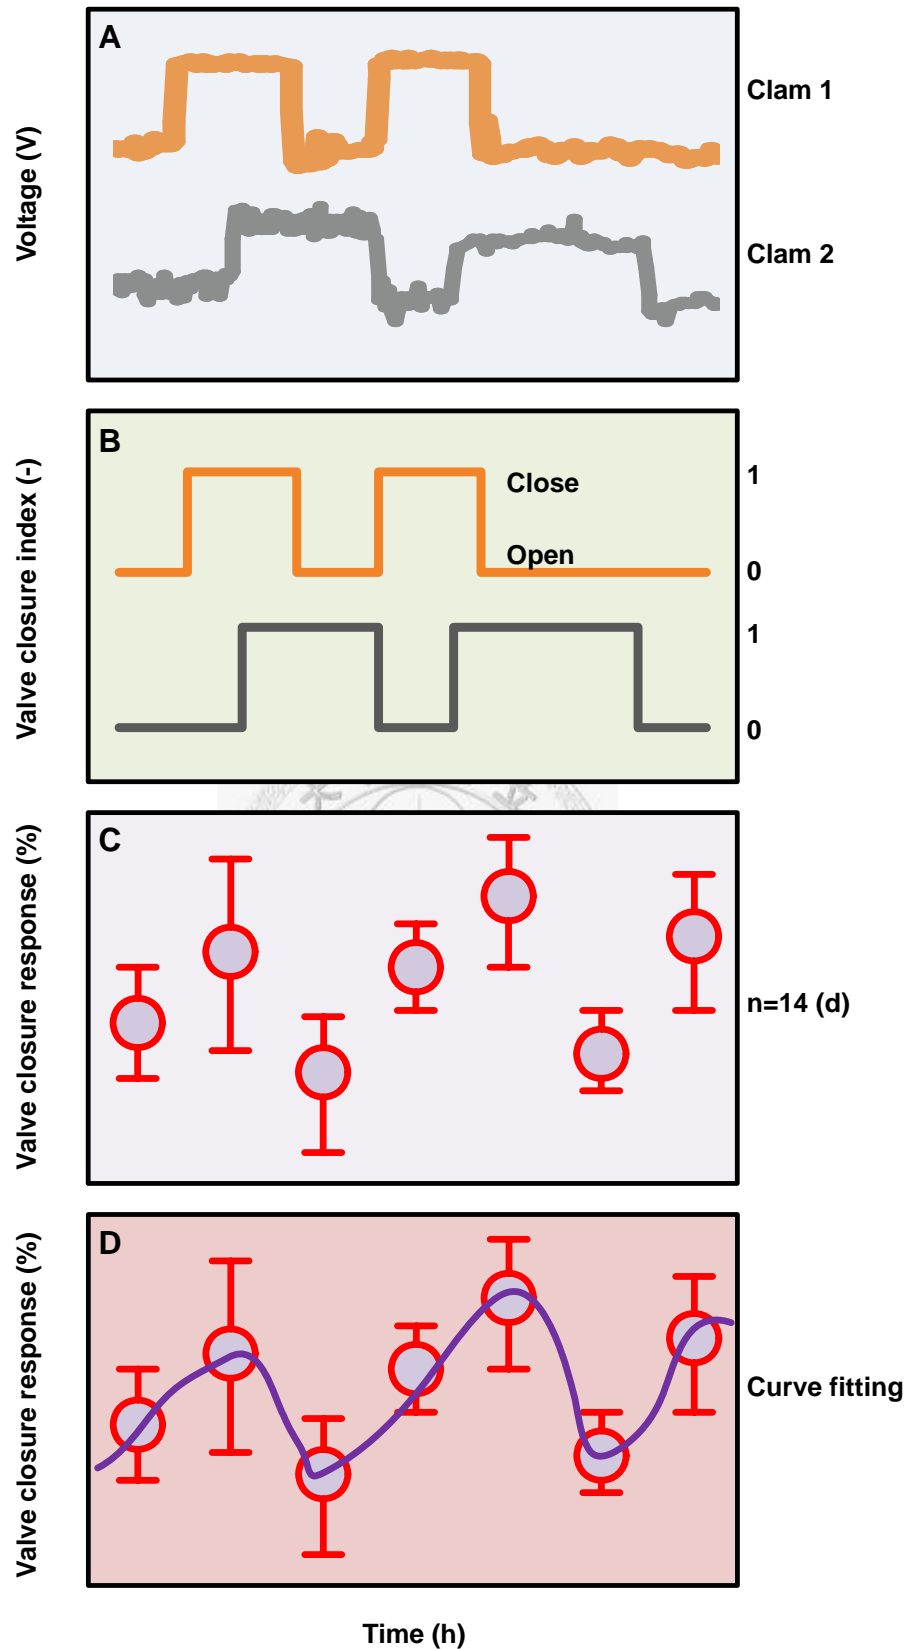 A
Clam 1
Voltage (V)
Clam 2
B
Close
1
Open
0
Valve closure index (-)
1
0
C
Valve closure response (%)
n=14 (d)
D
Valve closure response (%)
Curve fitting
Time (h)